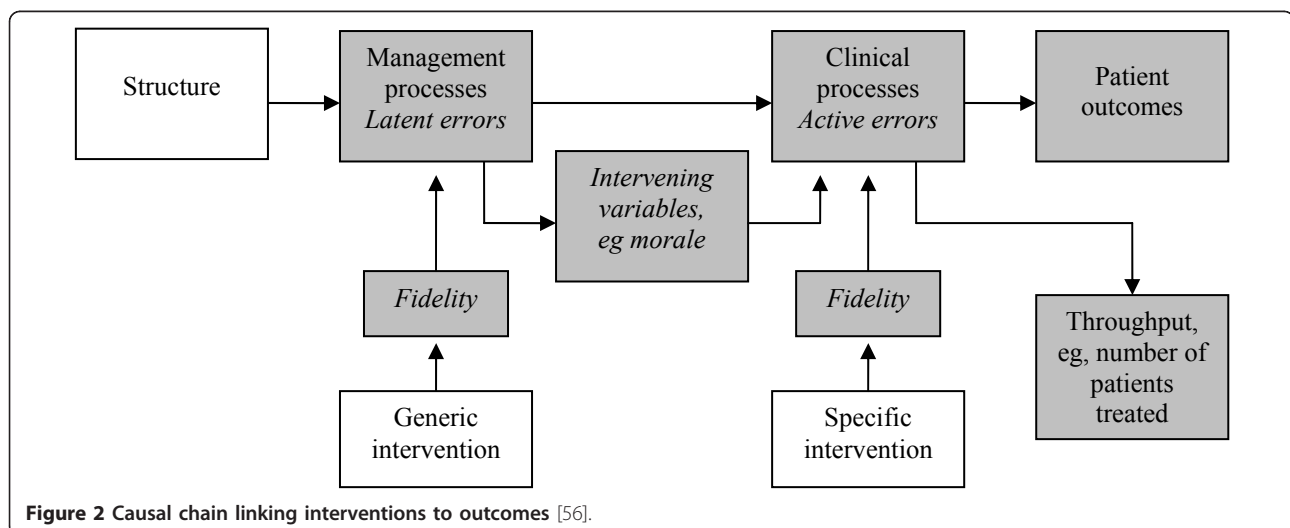 Structure
Management
processes
Latent errors
Clinical
processes
Active errors
Patient
outcomes
Intervening
variables,
eg morale
Fidelity
Fidelity
Throughput,
eg, number of
patients
treated
Generic
intervention
Specific
intervention
Figure 2 Causal chain linking interventions to outcomes [56].